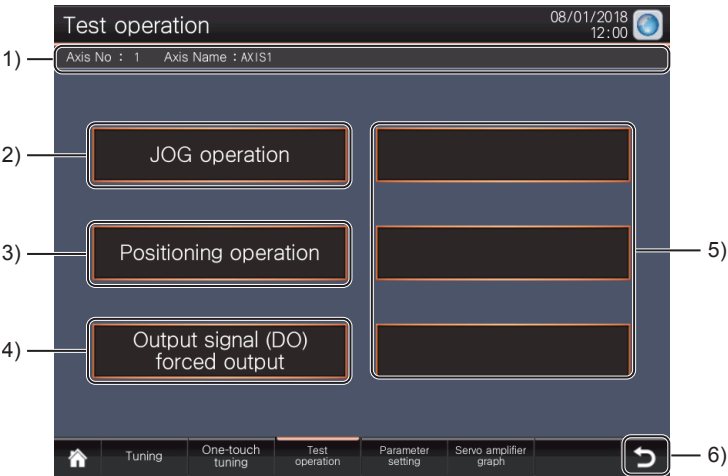 Test operation
08/01/2018
12:00
1)
Axis No : 1 Axis Name : AXIS1
2)
JOG operation
3)
Positioning operation
5)
4)
Output signal (DO)
forced output
Tuning
One-touch
tuning
Test
operation
Parameter
setting
Servo amplifier
graph
6)